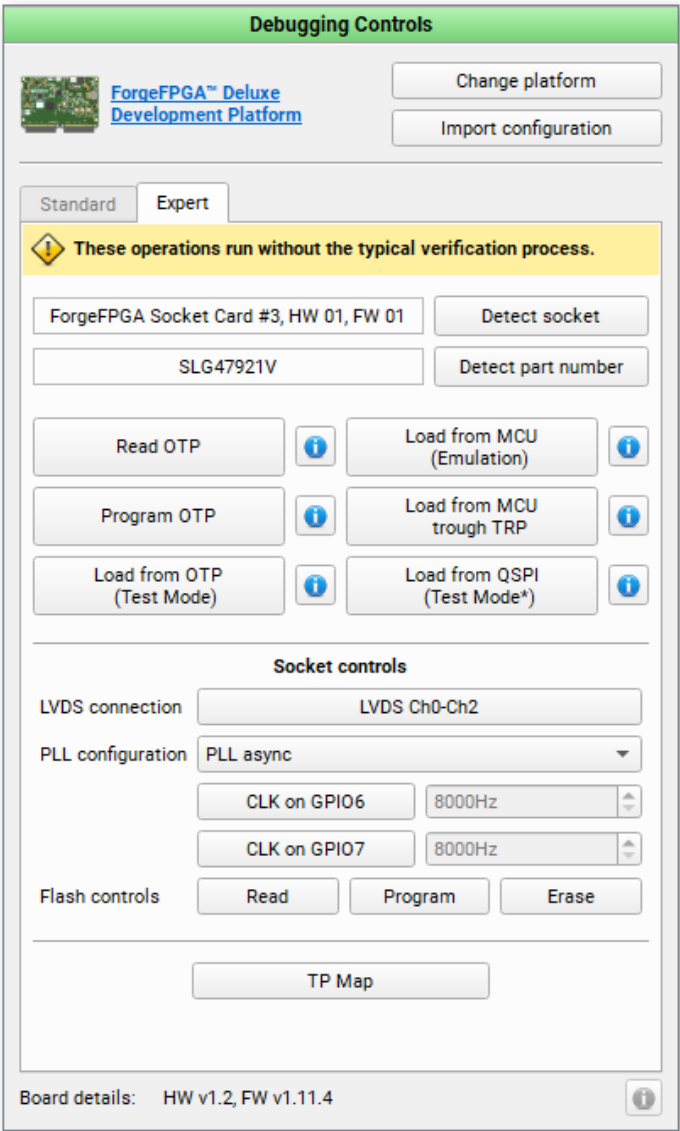 Debugging Controls
ForgeFPGA™ Deluxe
Development Platform
Change platform
Import configuration
Standard
Expert
These operations run without the typical verification process.
ForgeFPGA Socket Card #3, HW 01, FW 01
Detect socket
SLG47921V
Detect part number
Read OTP
Load from MCU
(Emulation)
Program OTP
Load from MCU
trough TRP
Load from OTP
(Test Mode)
Load from QSPI
(Test Mode*)
Socket controls
LVDS connection
LVDS Ch0-Ch2
PLL configuration
PLL async
CLK on GPIO6
8000Hz
CLK on GPIO7
8000Hz
Flash controls
Read
Program
Erase
TP Map
Board details: HW v1.2, FW v1.11.4